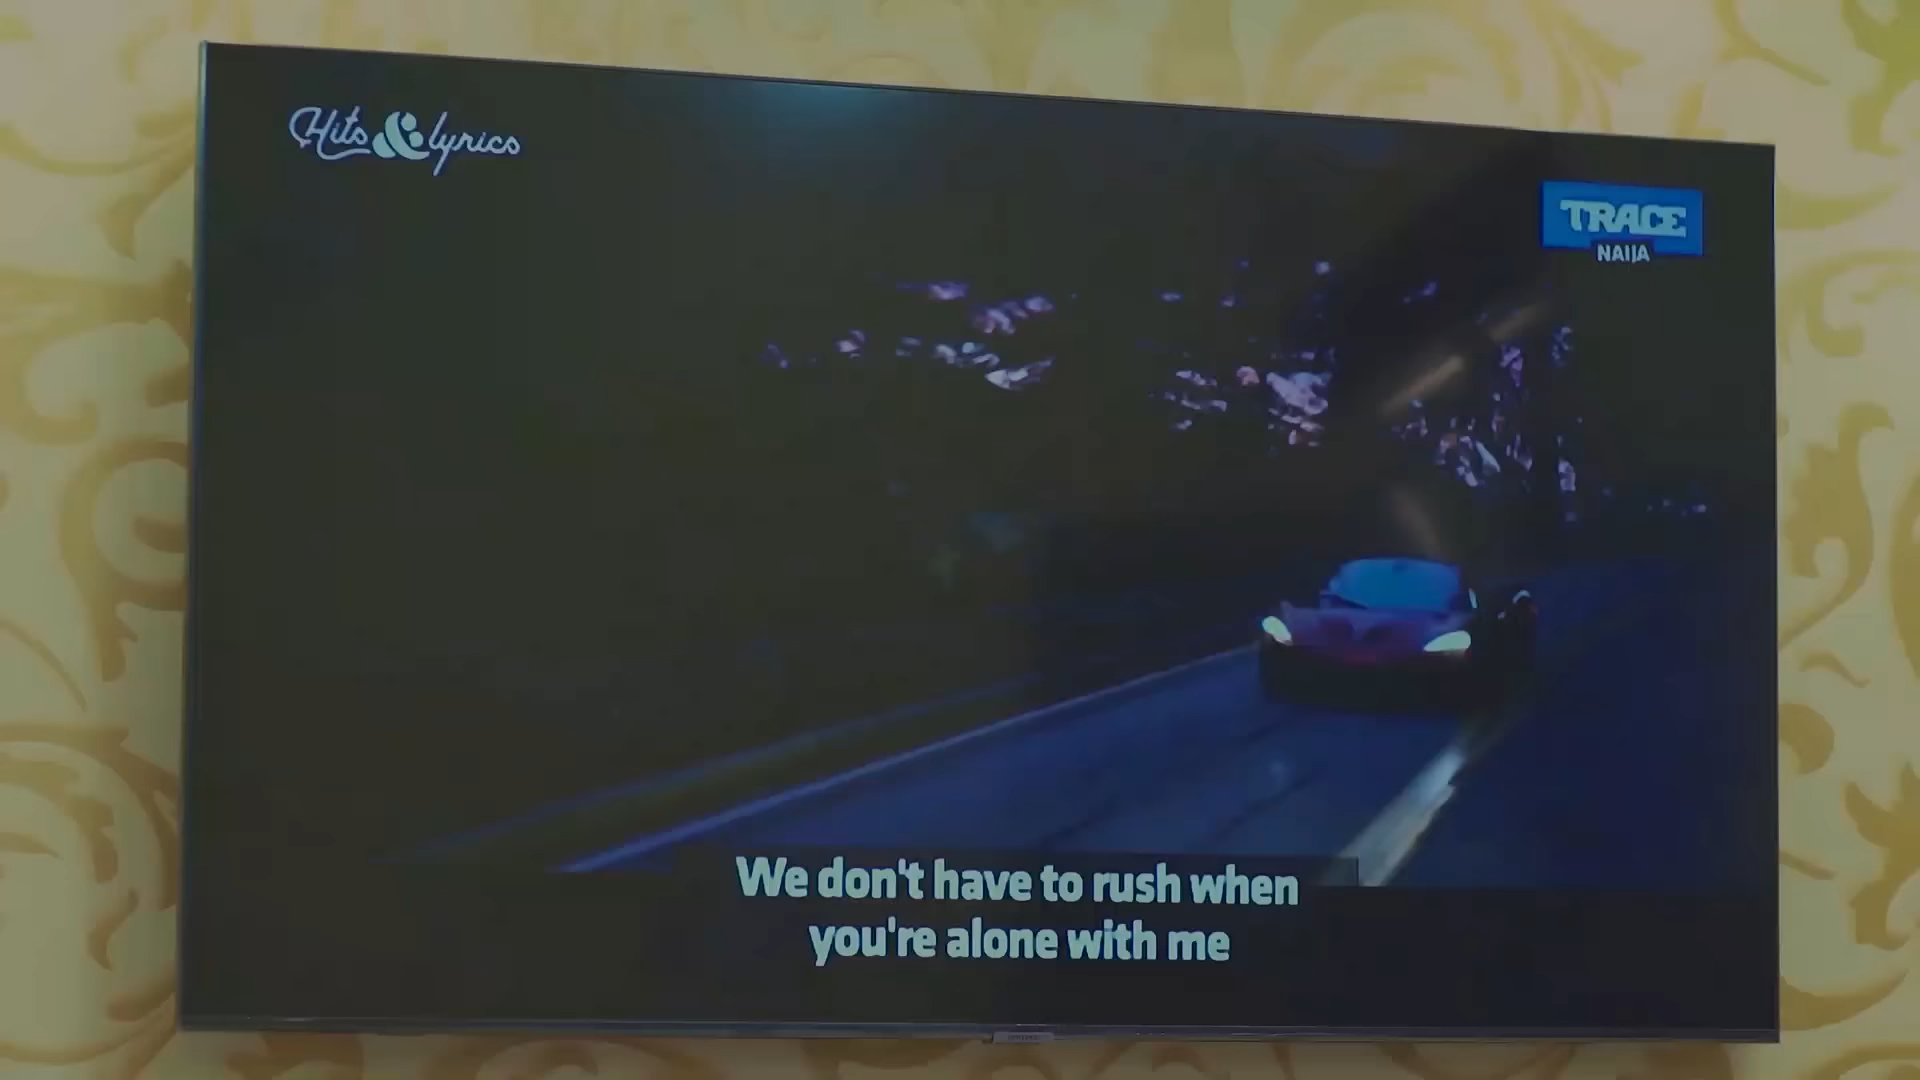 Hits & lyrics
TRACE
NAIJA
We don't have to rush when
you're alone with me